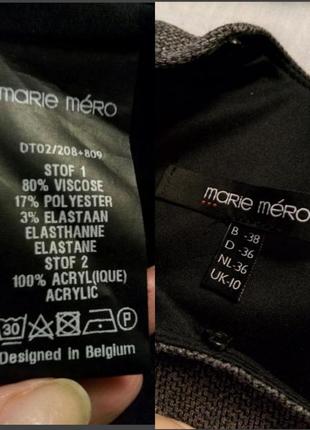 marie méro
DT02/208+809
STOF 1
80% VISCOSE
17% POLYESTER
3% ELASTAAN
ELASTHANNE
ELASTANE
STOF 2
100% ACRYL(IQUE)
ACRYLIC
30 P
Designed in Belgium
marie méro
B -38
D -36
NL-36
UK-10